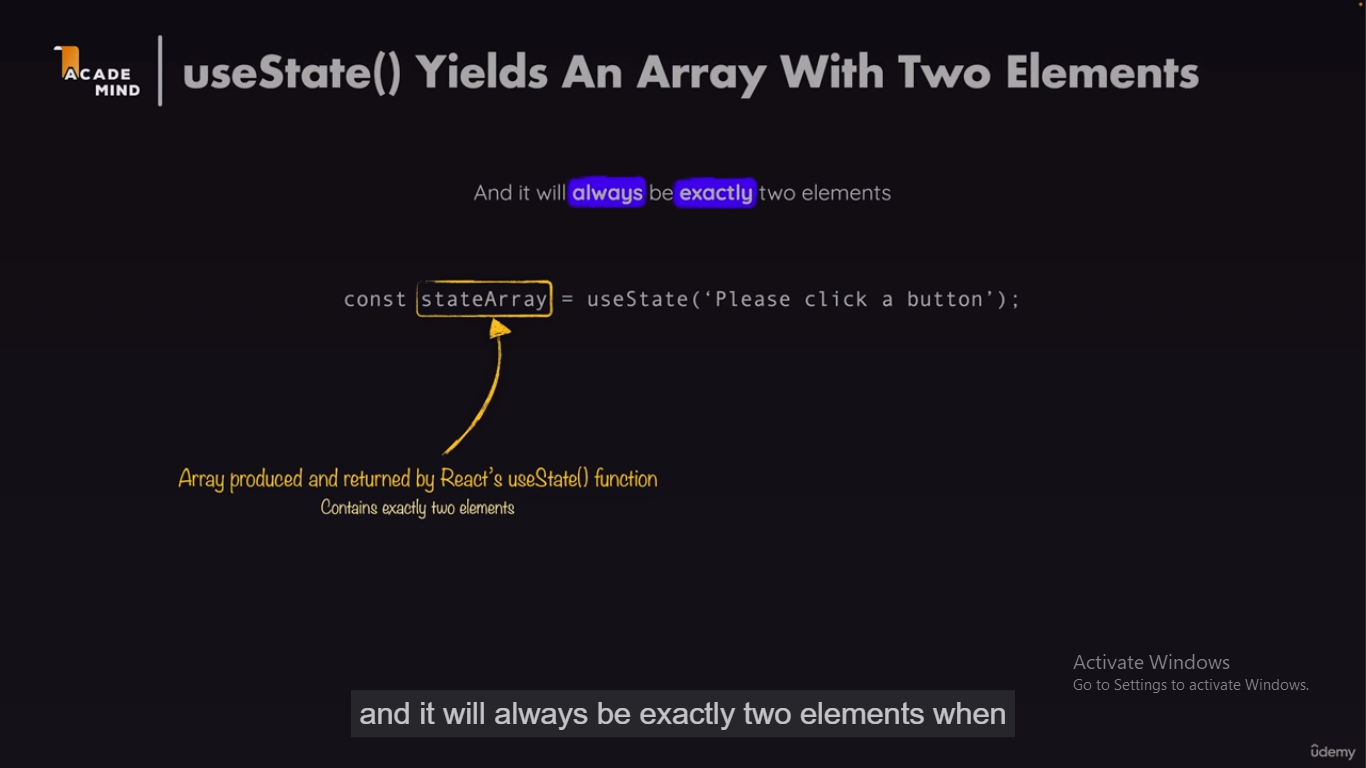 ACADE
MIND
useState() Yields An Array With Two Elements
And it will always be exactly two elements
const stateArray = useState(‘Please click a button’);
Array produced and returned by React's useState() function
Contains exactly two elements
Activate Windows
Go to Settings to activate Windows.
and it will always be exactly two elements when
ûdemy